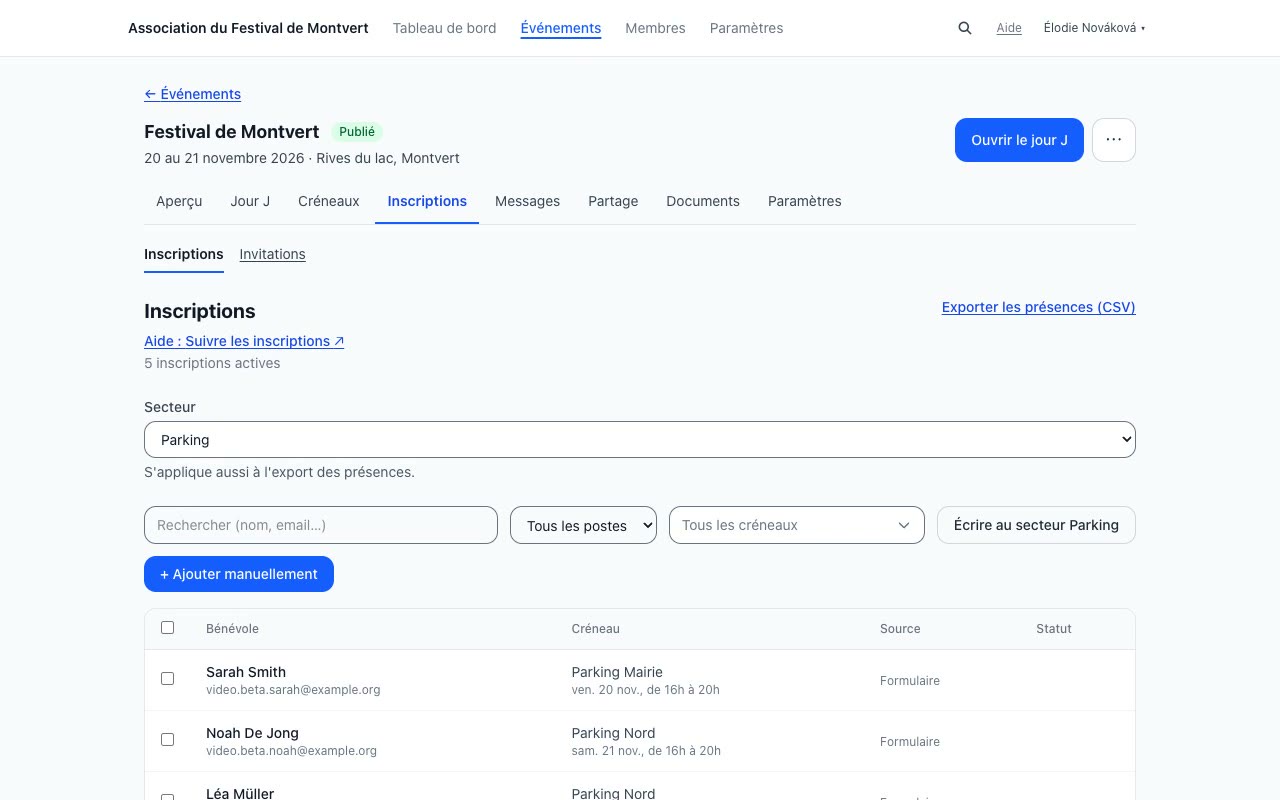 Association du Festival de Montvert Tableau de bord Événements Membres Paramètres Aide Élodie Nováková
← Événements
Festival de Montvert Publié
20 au 21 novembre 2026 · Rives du lac, Montvert
Ouvrir le jour J ...
Aperçu Jour J Créneaux Inscriptions Messages Partage Documents Paramètres
Inscriptions Invitations
Inscriptions
Exporter les présences (CSV)
Aide : Suivre les inscriptions ↗
5 inscriptions actives
Secteur
Parking
S'applique aussi à l'export des présences.
Rechercher (nom, email…) Tous les postes Tous les créneaux Écrire au secteur Parking
+ Ajouter manuellement
Bénévole Créneau Source Statut
Sarah Smith Parking Mairie
video.beta.sarah@example.org ven. 20 nov., de 16h à 20h Formulaire
Noah De Jong Parking Nord
video.beta.noah@example.org sam. 21 nov., de 16h à 20h Formulaire
Léa Müller Parking Nord